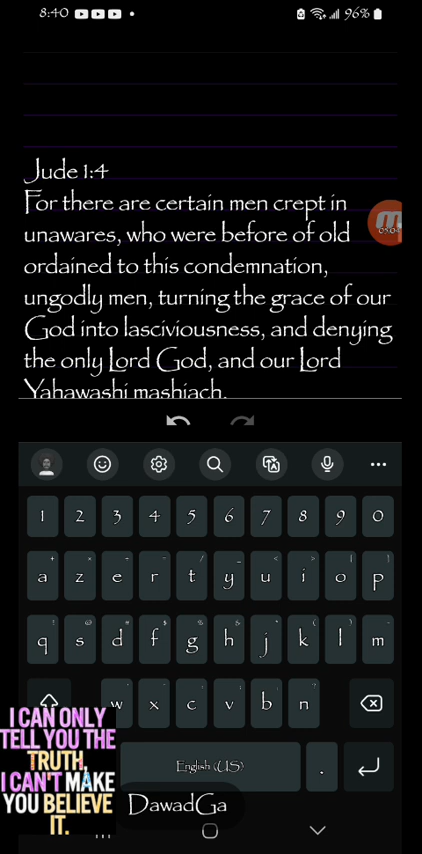 8:40
96%
Jude 1:4
For there are certain men crept in
unawares, who were before of old
ordained to this condemnation,
ungodly men, turning the grace of our
God into lasciviousness, and denying
the only Lord God, and our Lord
Yahawashi mashiach.
05:04
1 2 3 4 5 6 7 8 9 0
a z e r t y u i o p
q s d f g h j k l m
w x c v b n
English (US) .
I CAN ONLY
TELL YOU THE
TRUTH,
I CAN'T MAKE
YOU BELIEVE
IT.
DawadGa